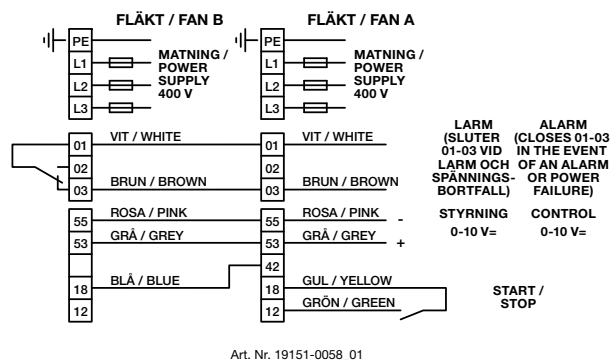 FLÄKT / FAN B
FLÄKT / FAN A
PE
L1
L2
L3
MATNING /
POWER
SUPPLY
400 V
PE
L1
L2
L3
MATNING /
POWER
SUPPLY
400 V
01
VIT / WHITE
02
03
BRUN / BROWN
01
VIT / WHITE
02
03
BRUN / BROWN
LARM
(SLUTER
01-03 VID
LARM OCH
SPÄNNINGS-
BORTFALL)
ALARM
(CLOSES 01-03
IN THE EVENT
OF AN ALARM
OR POWER
FAILURE)
55
ROSA / PINK
53
GRÅ / GREY
18
BLÅ / BLUE
12
55
ROSA / PINK -
53
GRÅ / GREY +
42
18
GUL / YELLOW
12
GRÖN / GREEN
STYRNING
0-10 V=
CONTROL
0-10 V=
START /
STOP
Art. Nr. 19151-0058_01